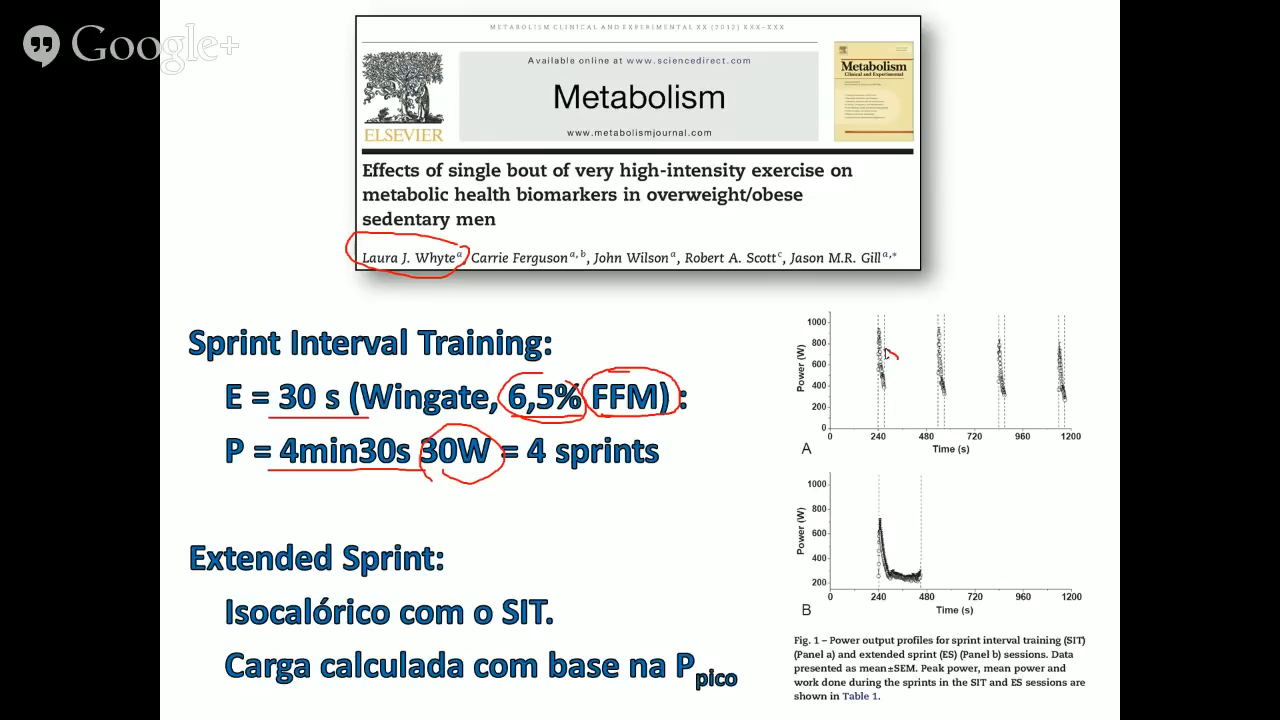 Google+
METABOLISM CLINICAL AND EXPERIMENTAL XX (2012) XXX–XXX
Available online at www.sciencedirect.com
Metabolism
www.metabolismjournal.com
ELSEVIER
Metabolism
Clinical and Experimental
Effects of single bout of very high-intensity exercise on
metabolic health biomarkers in overweight/obese
sedentary men
Laura J. Whyte a, Carrie Ferguson a, b, John Wilson a, Robert A. Scott c, Jason M.R. Gill a,*
Sprint Interval Training:
E = 30 s (Wingate, 6,5% FFM) :
P = 4min30s 30W = 4 sprints
Extended Sprint:
Isocalórico com o SIT.
Carga calculada com base na Ppico
1000
800
600
400
200
0
Power (W)
0 240 480 720 960 1200
A
Time (s)
1000
800
600
400
200
Power (W)
0 240 480 720 960 1200
B
Time (s)
Fig. 1 – Power output profiles for sprint interval training (SIT)
(Panel a) and extended sprint (ES) (Panel b) sessions. Data
presented as mean±SEM. Peak power, mean power and
work done during the sprints in the SIT and ES sessions are
shown in Table 1.